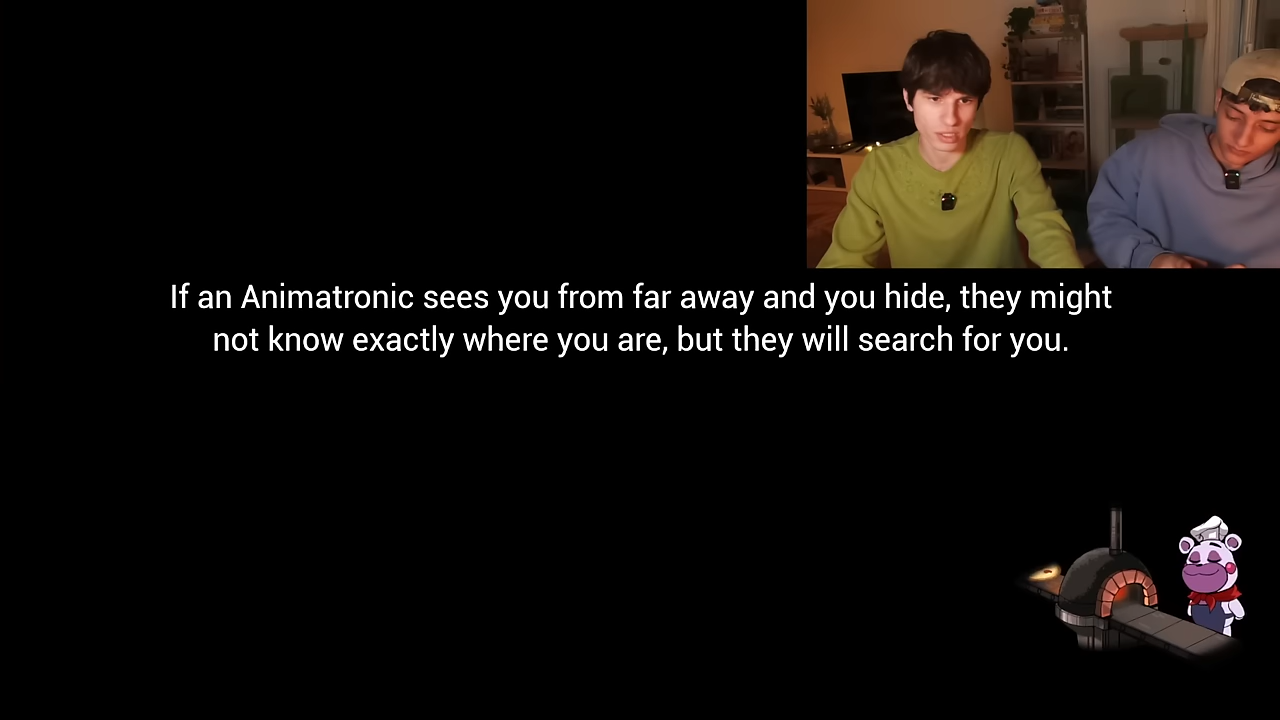 If an Animatronic sees you from far away and you hide, they might
not know exactly where you are, but they will search for you.